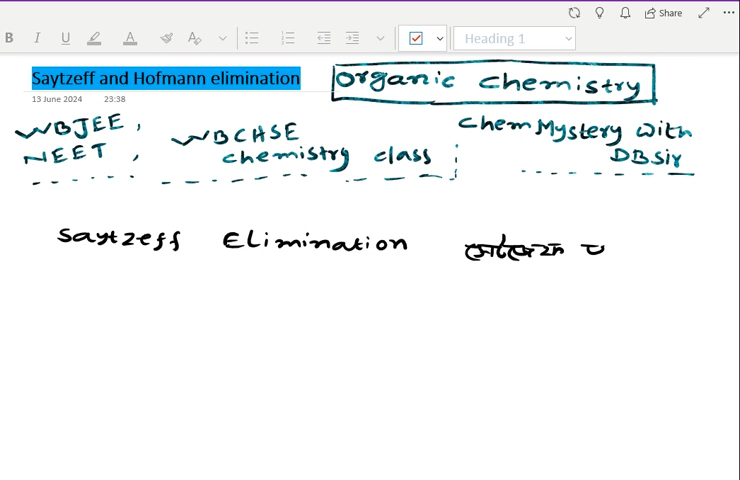 Share
B I U A A
Heading 1
Saytzeff and Hofmann elimination
organic chemistry
13 June 2024 23:38
WBJEE,
NEET,
WBCHSE
chemistry class
ChemMystery with
DBSir
Saytzeff Elimination